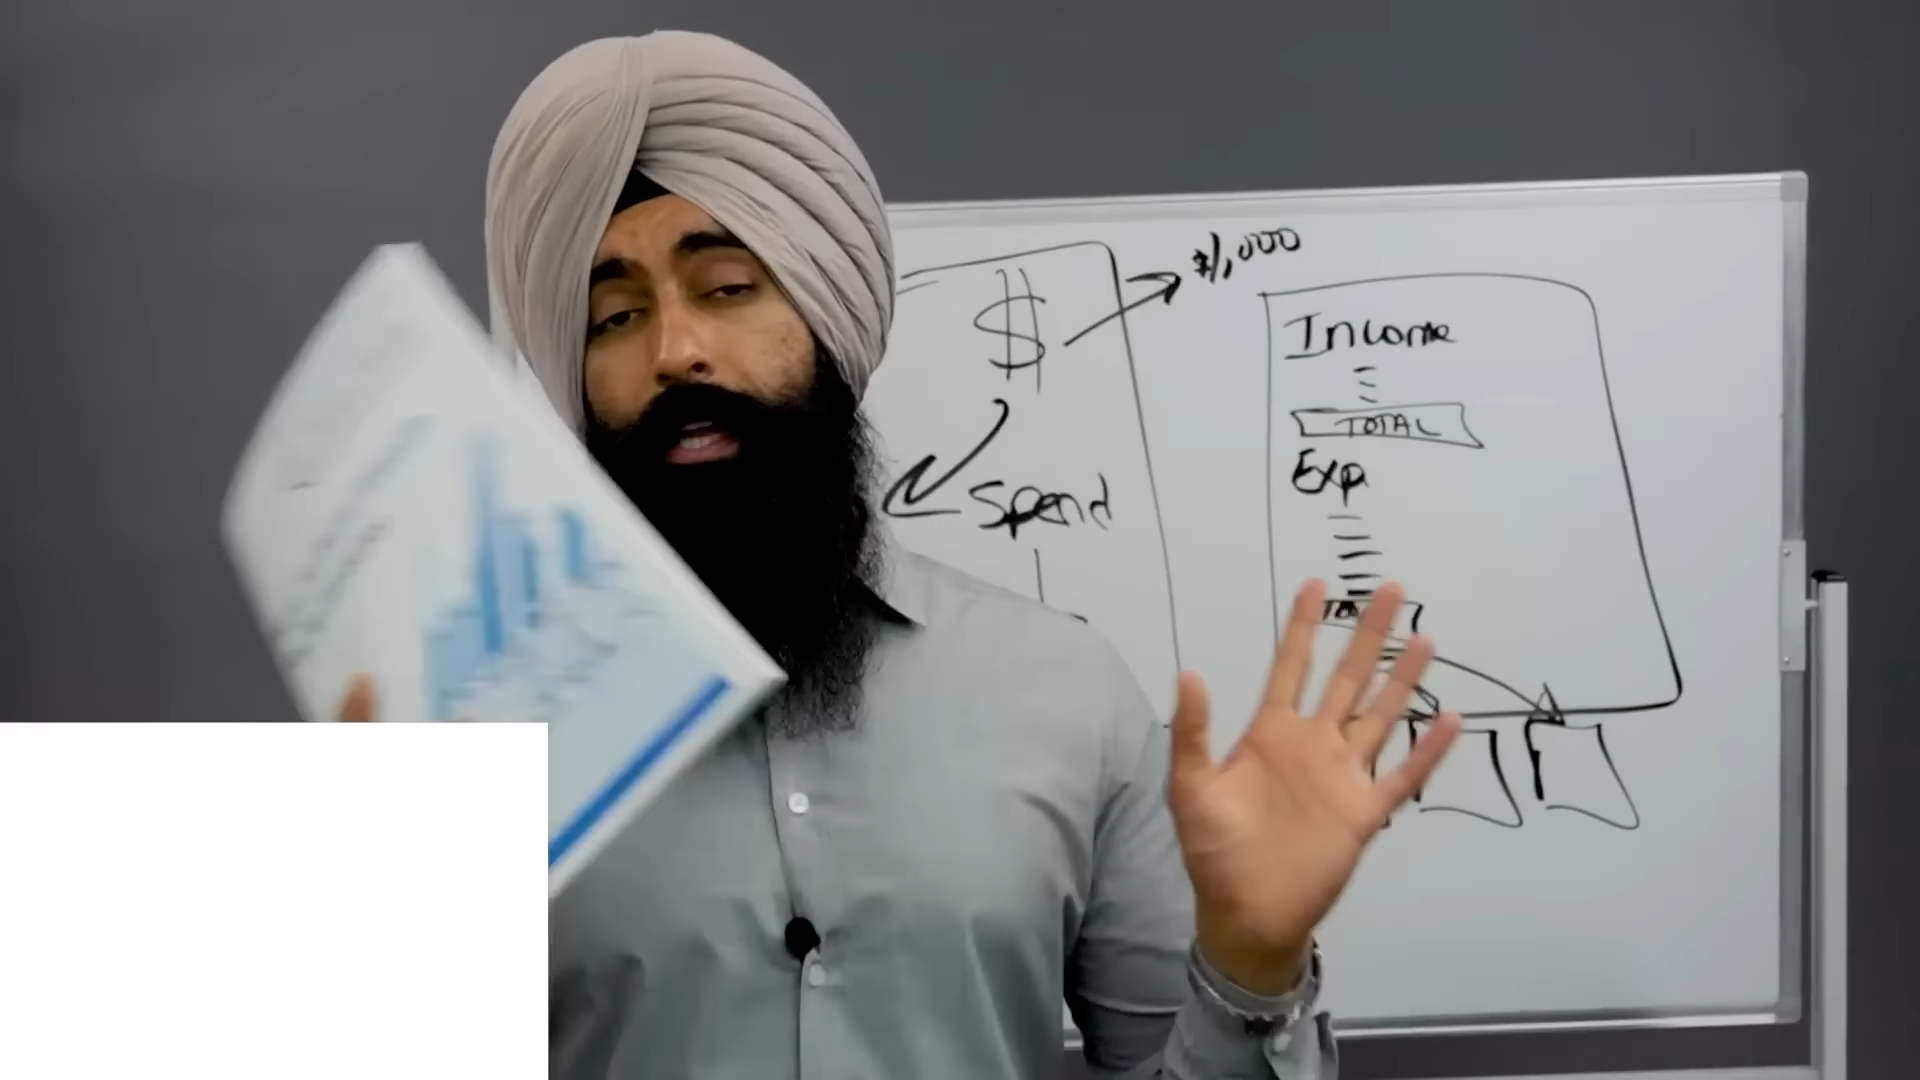 $1,000
$
Spend
Income
TOTAL
Exp